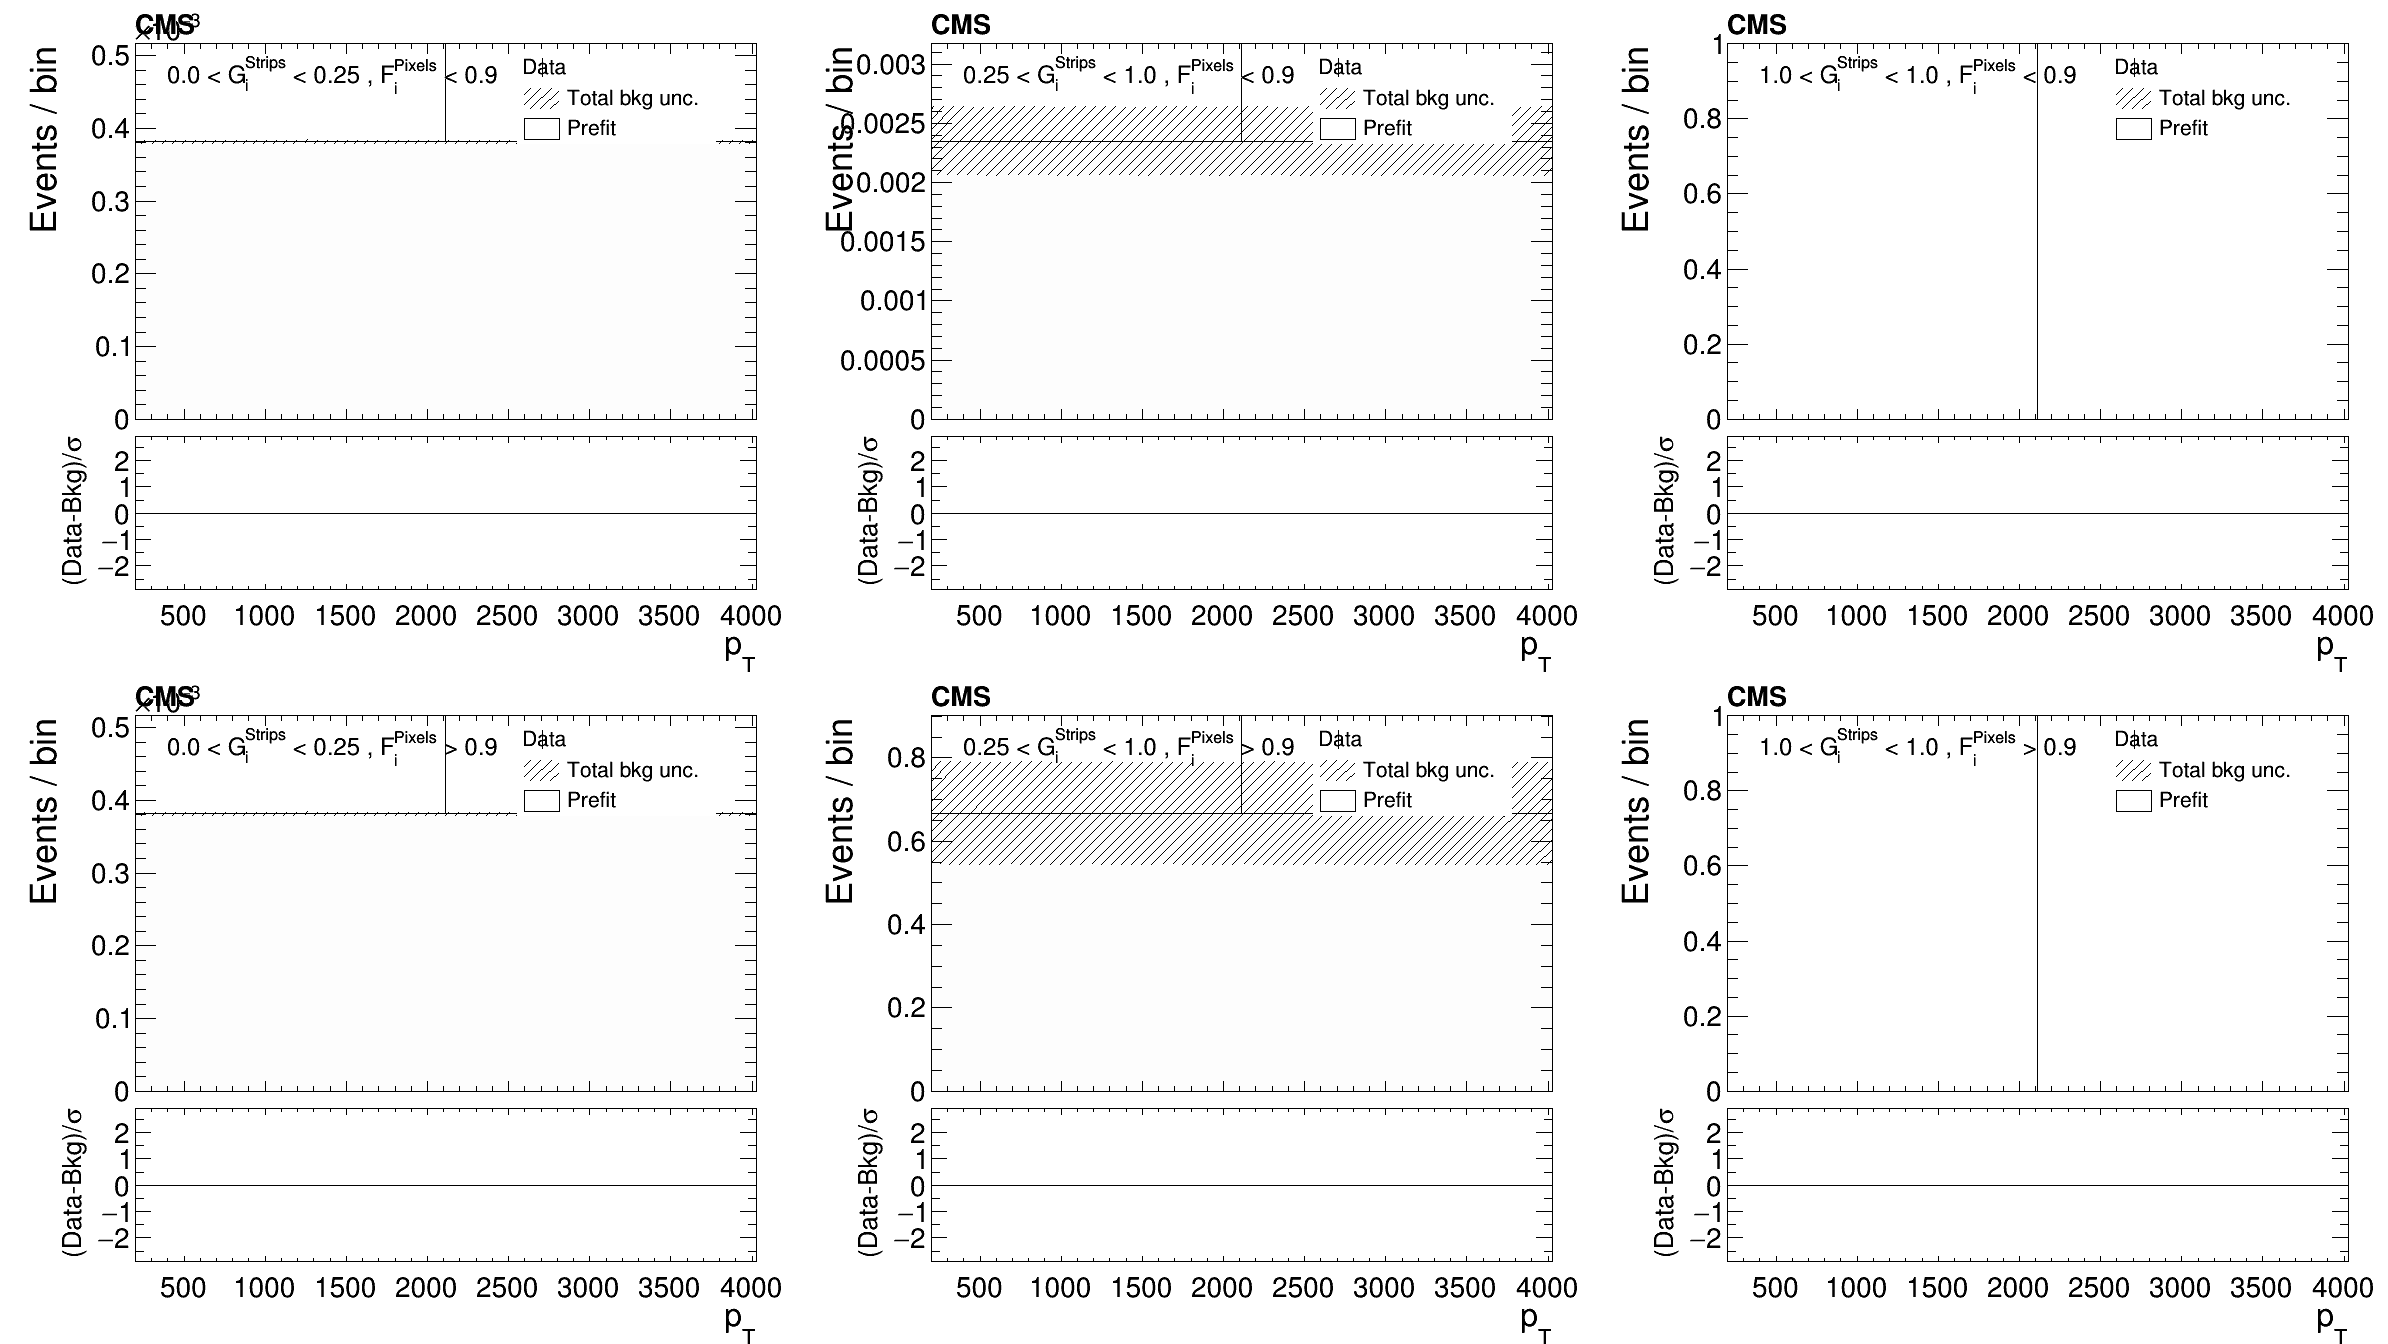 CMS
×10⁻³
Events / bin
0.0 < G_i^Strips < 0.25 , F_i^Pixels < 0.9
Data
Total bkg unc.
Prefit
0.5
0.4
0.3
0.2
0.1
0
(Data-Bkg)/σ
2
1
0
−1
−2
500 1000 1500 2000 2500 3000 3500 4000
p_T
CMS
Events / bin
0.25 < G_i^Strips < 1.0 , F_i^Pixels < 0.9
Data
Total bkg unc.
Prefit
0.003
0.0025
0.002
0.0015
0.001
0.0005
0
(Data-Bkg)/σ
2
1
0
−1
−2
500 1000 1500 2000 2500 3000 3500 4000
p_T
CMS
Events / bin
1.0 < G_i^Strips < 1.0 , F_i^Pixels < 0.9
Data
Total bkg unc.
Prefit
1
0.8
0.6
0.4
0.2
0
(Data-Bkg)/σ
2
1
0
−1
−2
500 1000 1500 2000 2500 3000 3500 4000
p_T
CMS
×10⁻³
Events / bin
0.0 < G_i^Strips < 0.25 , F_i^Pixels > 0.9
Data
Total bkg unc.
Prefit
0.5
0.4
0.3
0.2
0.1
0
(Data-Bkg)/σ
2
1
0
−1
−2
500 1000 1500 2000 2500 3000 3500 4000
p_T
CMS
Events / bin
0.25 < G_i^Strips < 1.0 , F_i^Pixels > 0.9
Data
Total bkg unc.
Prefit
0.8
0.6
0.4
0.2
0
(Data-Bkg)/σ
2
1
0
−1
−2
500 1000 1500 2000 2500 3000 3500 4000
p_T
CMS
Events / bin
1.0 < G_i^Strips < 1.0 , F_i^Pixels > 0.9
Data
Total bkg unc.
Prefit
1
0.8
0.6
0.4
0.2
0
(Data-Bkg)/σ
2
1
0
−1
−2
500 1000 1500 2000 2500 3000 3500 4000
p_T